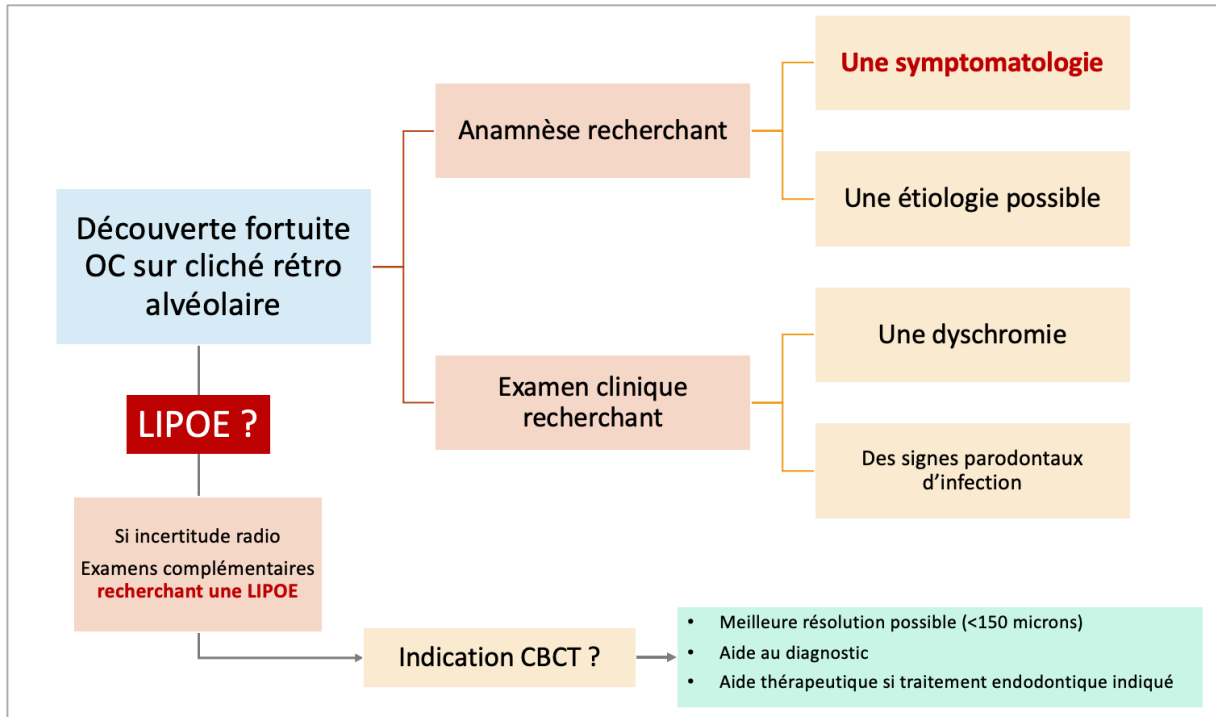 Découverte fortuite
OC sur cliché rétro
alvéolaire
Anamnèse recherchant
Une symptomatologie
Une étiologie possible
Examen clinique
recherchant
Une dyschromie
Des signes parodontaux
d’infection
LIPOE ?
Si incertitude radio
Examens complémentaires
recherchant une LIPOE
Indication CBCT ?
• Meilleure résolution possible (<150 microns)
• Aide au diagnostic
• Aide thérapeutique si traitement endodontique indiqué